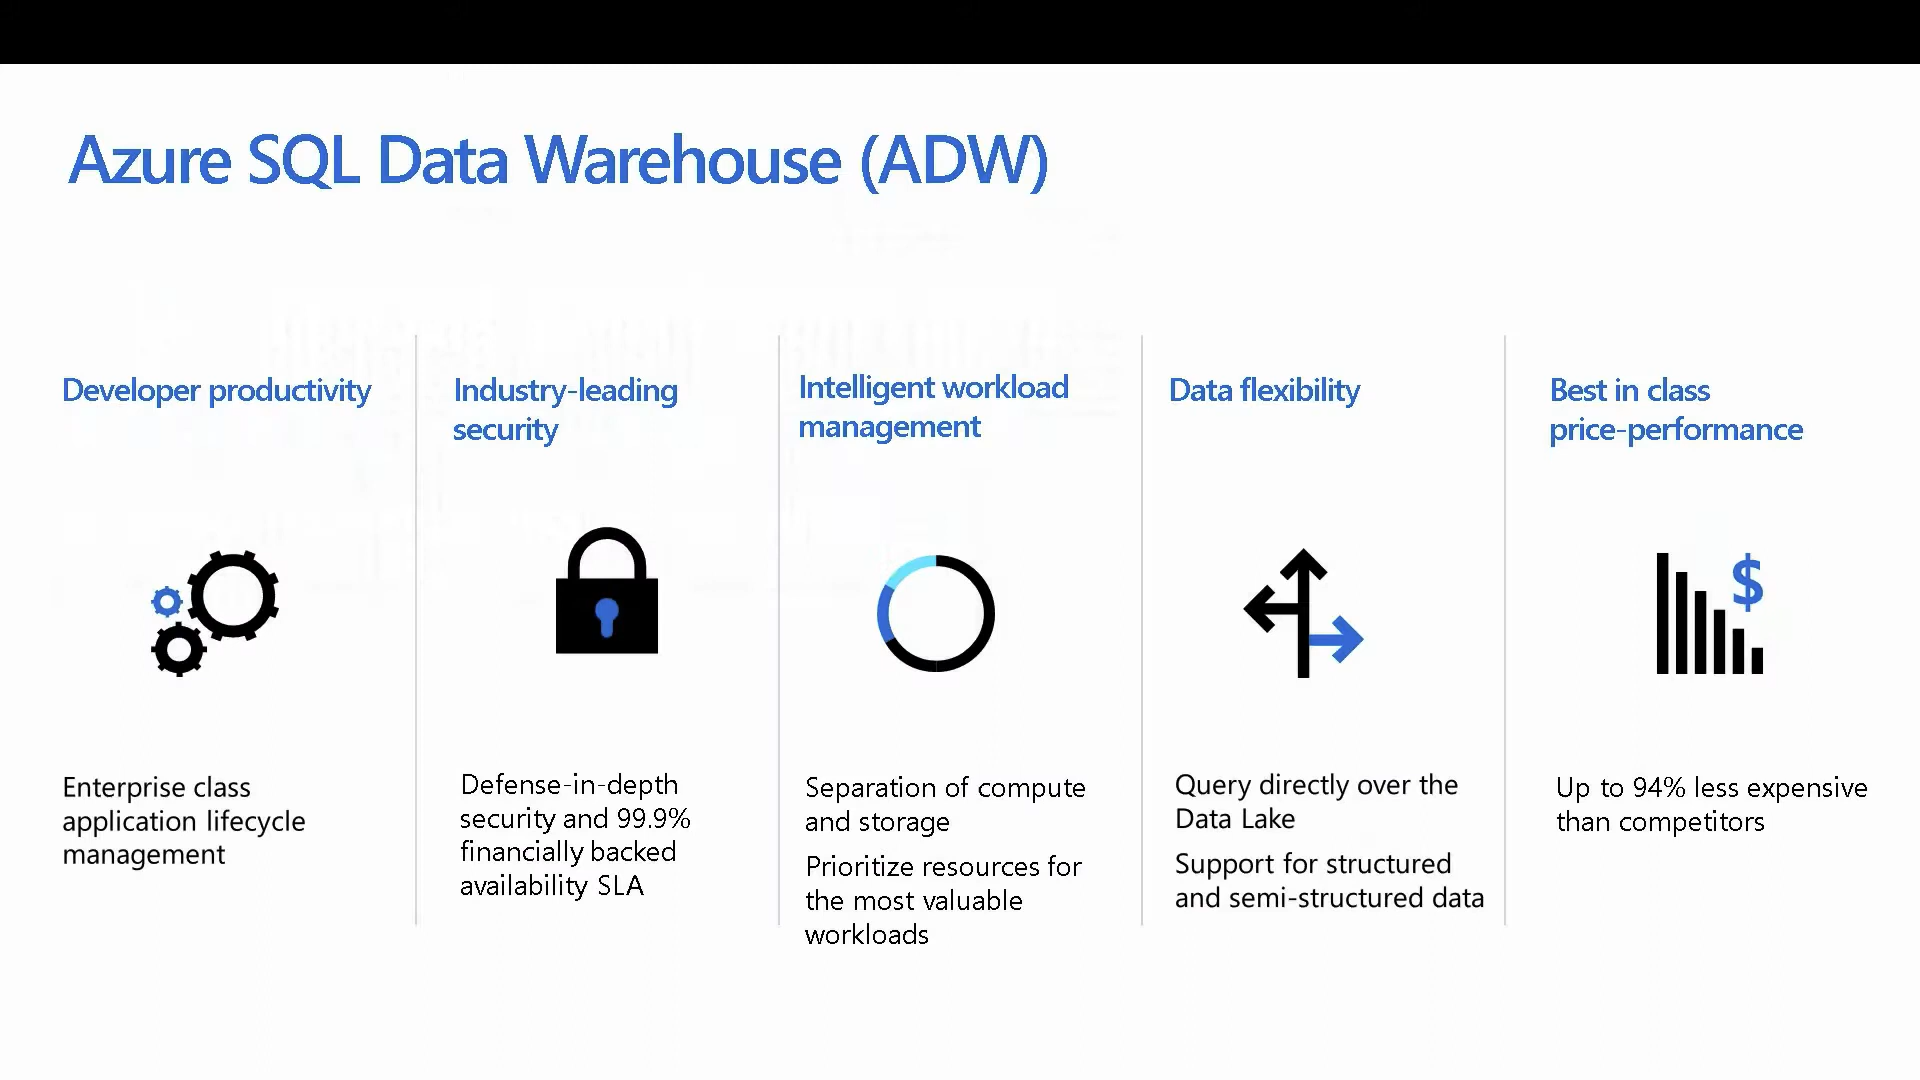 Azure SQL Data Warehouse (ADW)
Developer productivity
Enterprise class
application lifecycle
management
Industry-leading
security
Defense-in-depth
security and 99.9%
financially backed
availability SLA
Intelligent workload
management
Separation of compute
and storage
Prioritize resources for
the most valuable
workloads
Data flexibility
Query directly over the
Data Lake
Support for structured
and semi-structured data
Best in class
price-performance
$
Up to 94% less expensive
than competitors